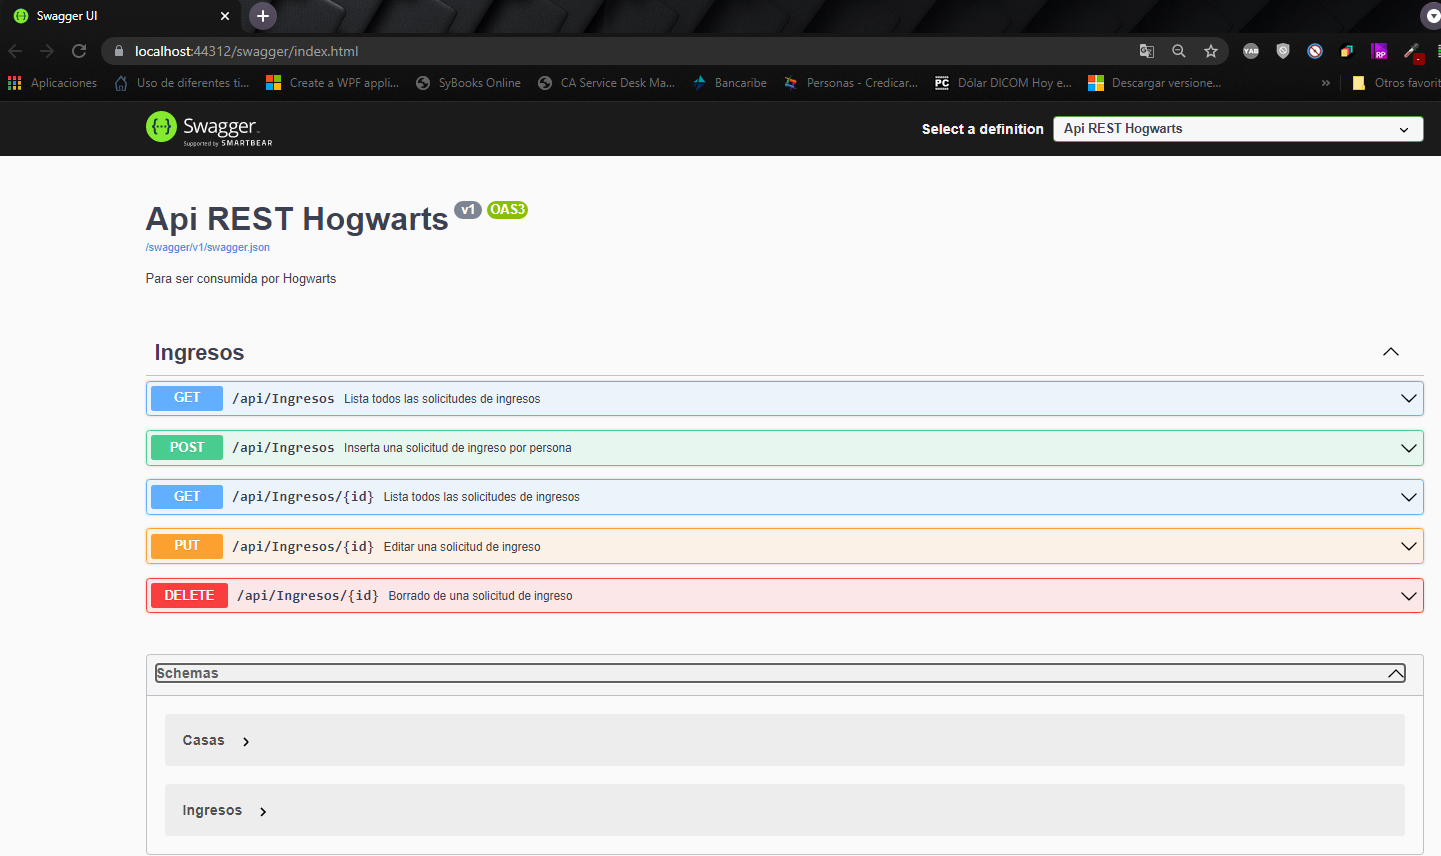 Swagger UI
localhost:44312/swagger/index.html
YAB
RP
Aplicaciones
Uso de diferentes ti...
Create a WPF appli...
SyBooks Online
CA Service Desk Ma...
Bancaribe
Personas - Credicar...
PC
Dólar DICOM Hoy e...
Descargar versione...
»
Otros favorit
Swagger
Supported by SMARTBEAR
Select a definition
Api REST Hogwarts
Api REST Hogwarts v1 OAS3
/swagger/v1/swagger.json
Para ser consumida por Hogwarts
Ingresos
GET /api/Ingresos Lista todos las solicitudes de ingresos
POST /api/Ingresos Inserta una solicitud de ingreso por persona
GET /api/Ingresos/{id} Lista todos las solicitudes de ingresos
PUT /api/Ingresos/{id} Editar una solicitud de ingreso
DELETE /api/Ingresos/{id} Borrado de una solicitud de ingreso
Schemas
Casas
Ingresos